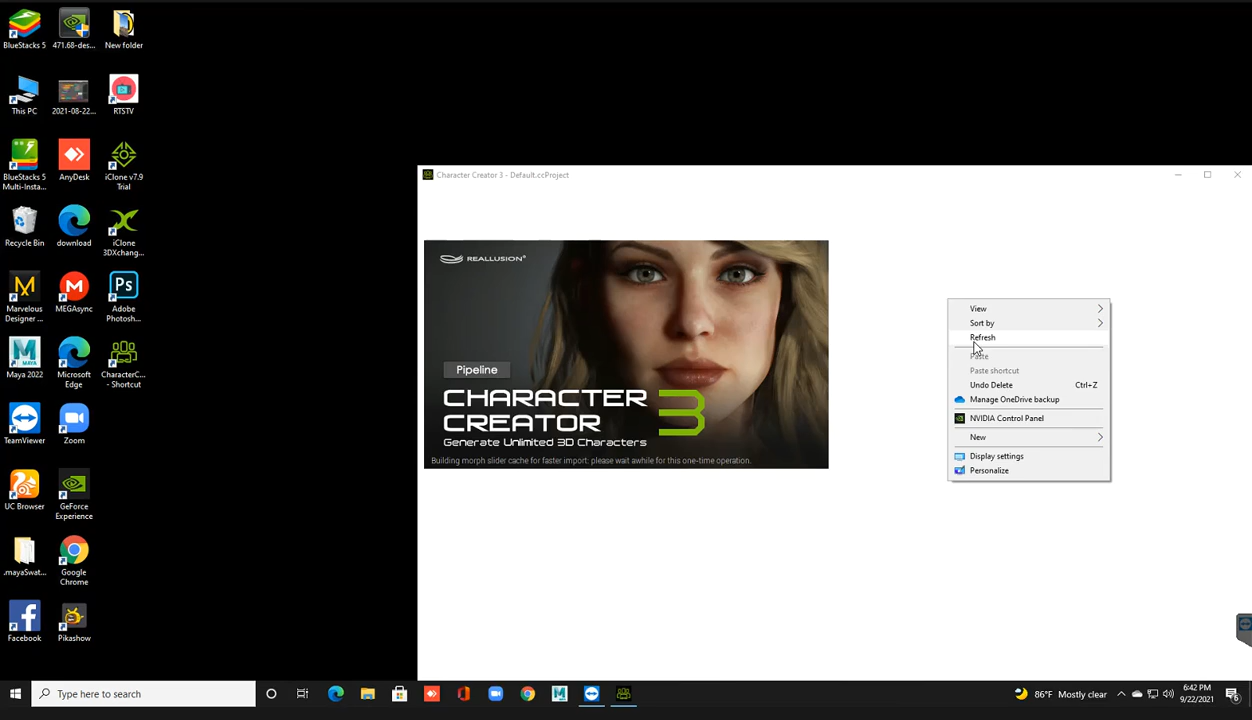 BlueStacks 5
471.68-des...
New folder
This PC
2021-08-22...
RTSTV
BlueStacks 5
Multi-Insta...
AnyDesk
iClone v7.9
Trial
Recycle Bin
download
iClone
3DXchang...
Marvelous
Designer ...
MEGAsync
Ps
Adobe
Photosh...
Maya 2022
Microsoft
Edge
CharacterC...
- Shortcut
TeamViewer
Zoom
UC Browser
GeForce
Experience
.mayaSwat...
Google
Chrome
Facebook
Pikashow
Character Creator 3 - Default.ccProject
REALLUSION®
Pipeline
CHARACTER
CREATOR 3
Generate Unlimited 3D Characters
Building morph slider cache for faster import: please wait awhile for this one-time operation.
View
Sort by
Refresh
Paste
Paste shortcut
Undo Delete Ctrl+Z
Manage OneDrive backup
NVIDIA Control Panel
New
Display settings
Personalize
Type here to search
86°F Mostly clear
6:42 PM
9/22/2021
6